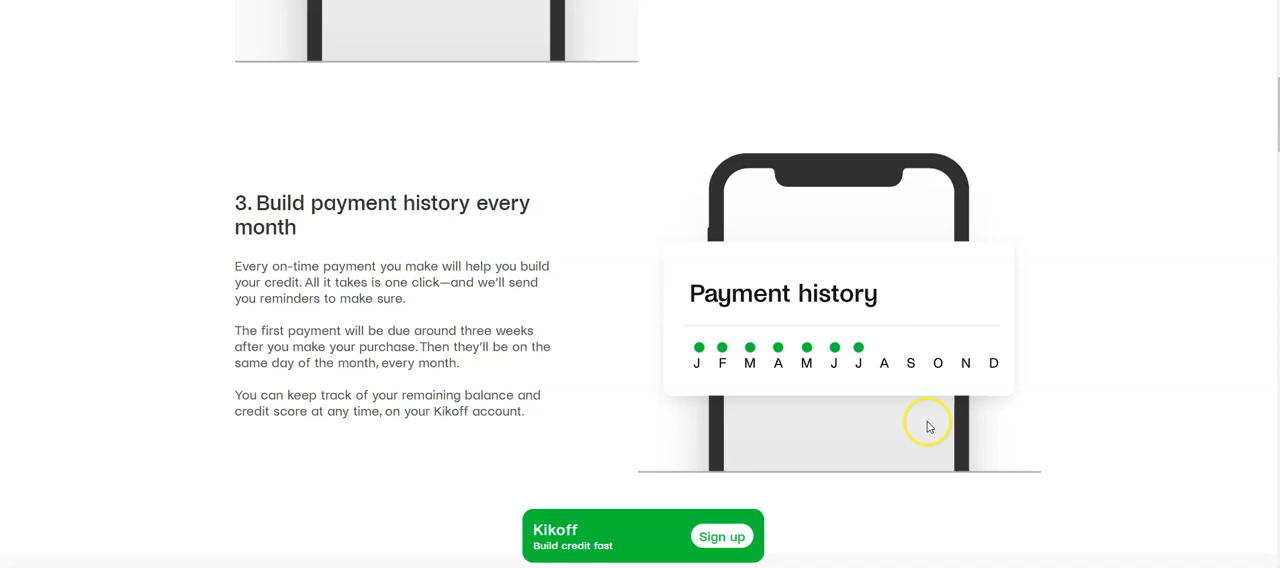 3. Build payment history every
month
Every on-time payment you make will help you build
your credit. All it takes is one click—and we'll send
you reminders to make sure.
The first payment will be due around three weeks
after you make your purchase. Then they'll be on the
same day of the month, every month.
You can keep track of your remaining balance and
credit score at any time, on your Kikoff account.
Payment history
J F M A M J J A S O N D
Kikoff
Build credit fast
Sign up